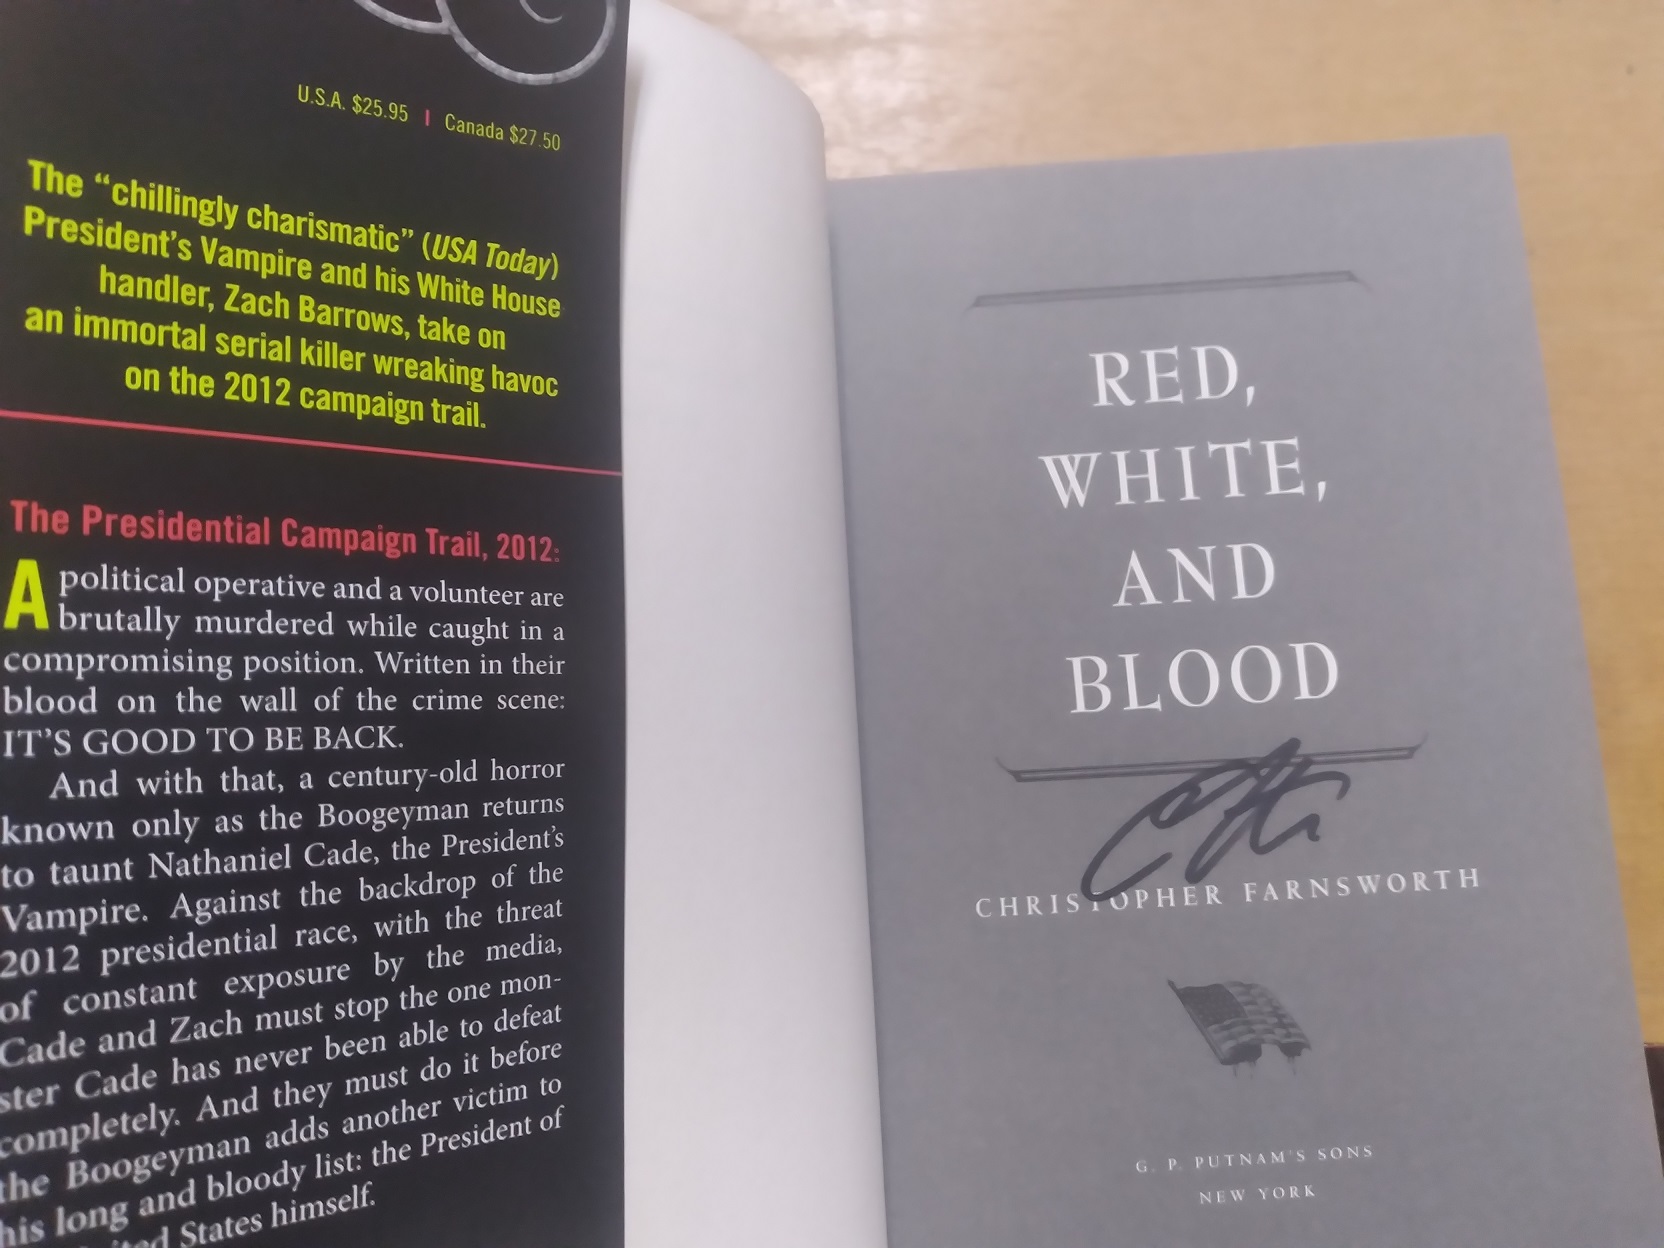 U.S.A. $25.95 | Canada $27.50
The “chillingly charismatic” (USA Today)
President’s Vampire and his White House
handler, Zach Barrows, take on
an immortal serial killer wreaking havoc
on the 2012 campaign trail.
The Presidential Campaign Trail, 2012:
A political operative and a volunteer are
brutally murdered while caught in a
compromising position. Written in their
blood on the wall of the crime scene:
IT’S GOOD TO BE BACK.
And with that, a century-old horror
known only as the Boogeyman returns
to taunt Nathaniel Cade, the President’s
Vampire. Against the backdrop of the
2012 presidential race, with the threat
of constant exposure by the media,
Cade and Zach must stop the one mon-
ster Cade has never been able to defeat
completely. And they must do it before
the Boogeyman adds another victim to
his long and bloody list: the President of
States himself.
RED,
WHITE,
AND
BLOOD
CHRISTOPHER FARNSWORTH
G. P. PUTNAM’S SONS
NEW YORK